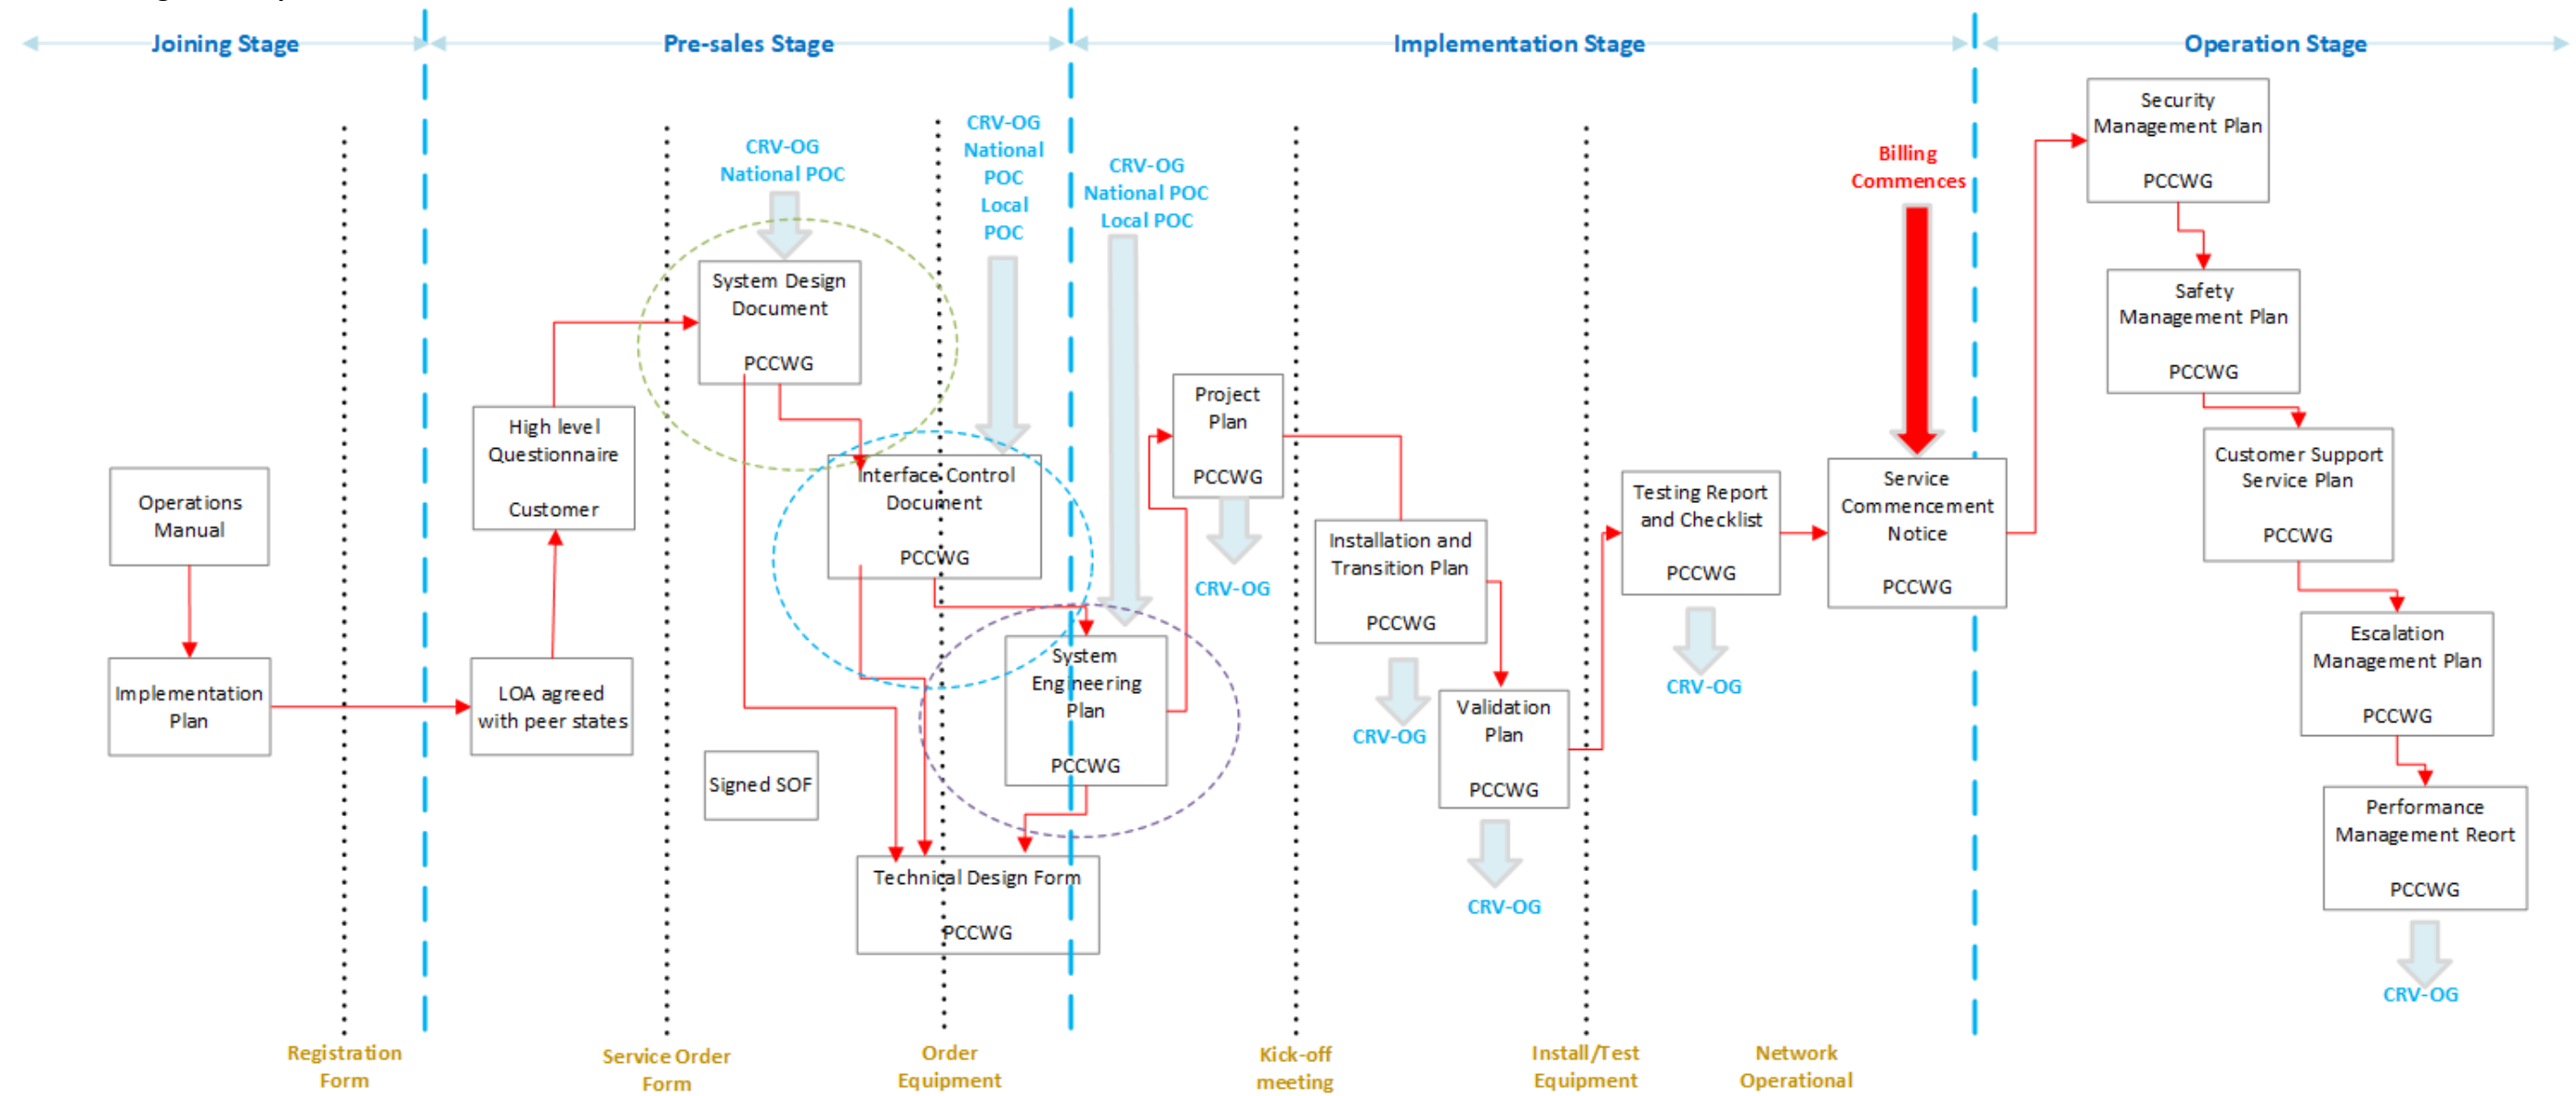 Joining Stage
Pre-sales Stage
Implementation Stage
Operation Stage
Operations
Manual
Implementation
Plan
High level
Questionnaire
Customer
LOA agreed
with peer states
CRV-OG
National POC
System Design
Document
PCCWG
CRV-OG
National
POC
Local
POC
Interface Control
Document
PCCWG
CRV-OG
National POC
Local POC
System
Engineering
Plan
PCCWG
Signed SOF
Technical Design Form
PCCWG
Project
Plan
PCCWG
CRV-OG
Installation and
Transition Plan
PCCWG
CRV-OG
Validation
Plan
PCCWG
CRV-OG
Testing Report
and Checklist
PCCWG
CRV-OG
Billing
Commences
Service
Commencement
Notice
PCCWG
Security
Management Plan
PCCWG
Safety
Management Plan
PCCWG
Customer Support
Service Plan
PCCWG
Escalation
Management Plan
PCCWG
Performance
Management Reort
PCCWG
CRV-OG
Registration
Form
Service Order
Form
Order
Equipment
Kick-off
meeting
Install/Test
Equipment
Network
Operational